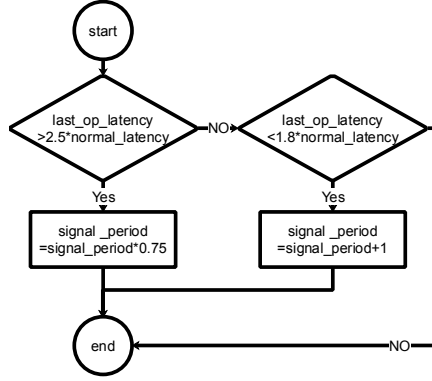 start
last_op_latency
>2.5*normal_latency
NO
last_op_latency
<1.8*normal_latency
Yes
Yes
signal _period
=signal_period*0.75
signal _period
=signal_period+1
end
NO